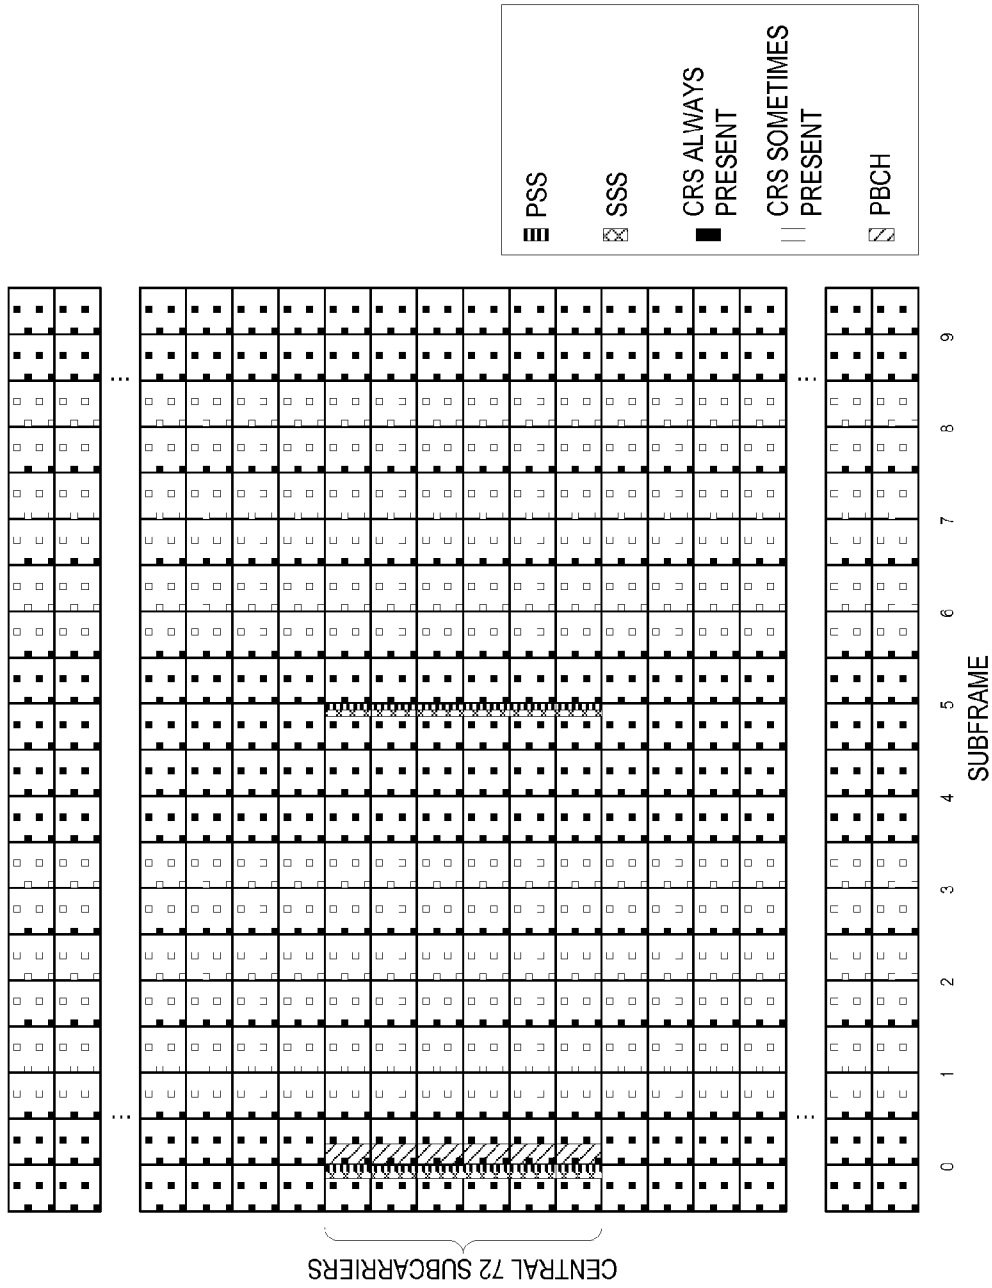 PSS
SSS
CRS ALWAYS
PRESENT
CRS SOMETIMES
PRESENT
PBCH
...
...
...
...
0 1 2 3 4 5 6 7 8 9
SUBFRAME
CENTRAL 72 SUBCARRIERS